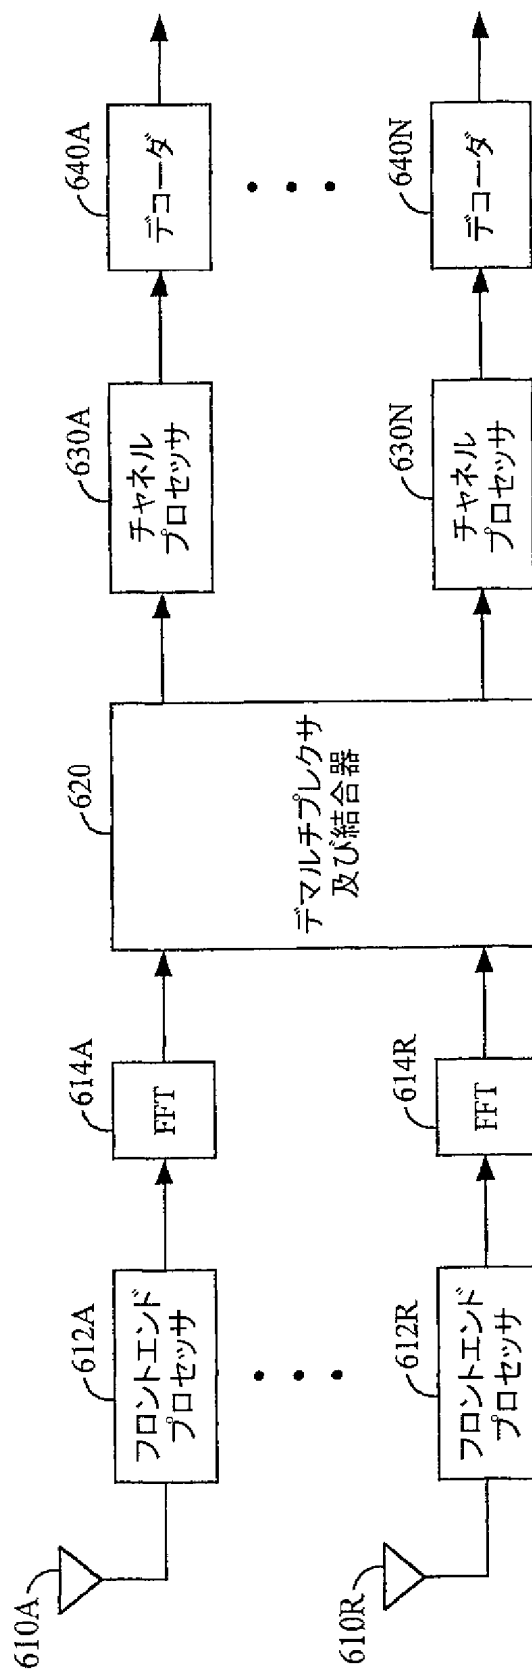 610A
612A
フロントエンド
プロセッサ
614A
FFT
620
デマルチプレクサ
及び結合器
630A
チャネル
プロセッサ
640A
デコーダ
610R
612R
フロントエンド
プロセッサ
614R
FFT
630N
チャネル
プロセッサ
640N
デコーダ